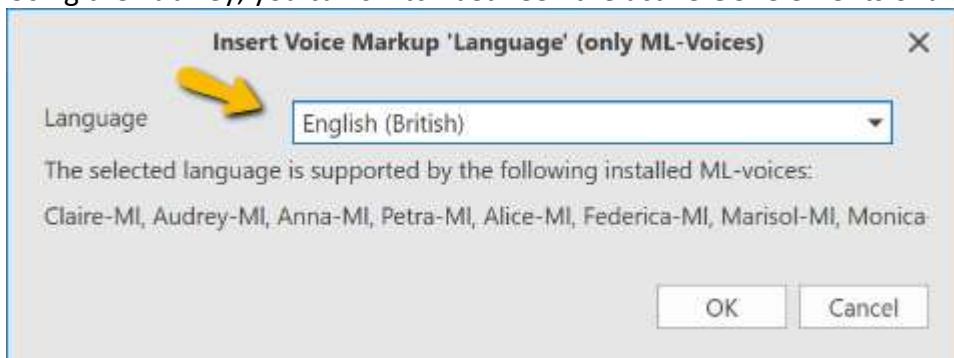 Insert Voice Markup 'Language' (only ML-Voices)
Language
English (British)
The selected language is supported by the following installed ML-voices:
Claire-Ml, Audrey-Ml, Anna-Ml, Petra-Ml, Alice-Ml, Federica-Ml, Marisol-Ml, Monica
OK Cancel